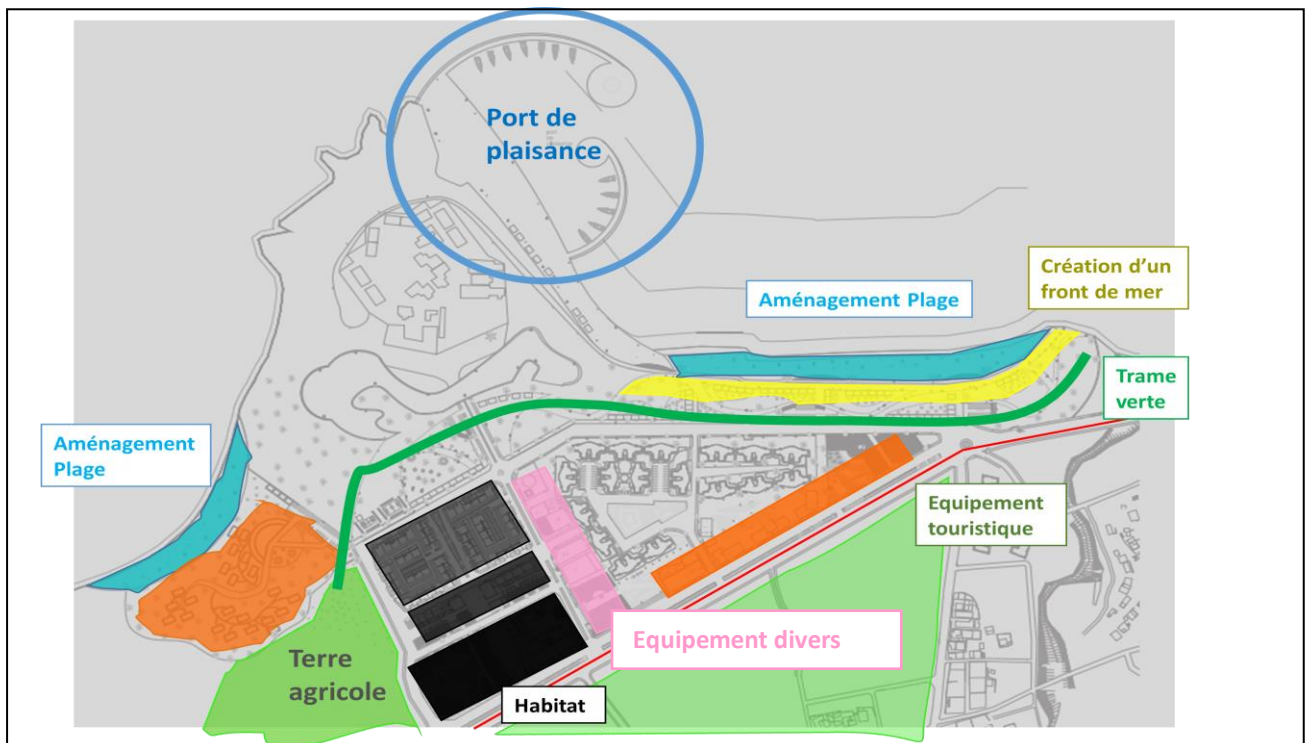 Port de
plaisance
Création d'un
front de mer
Aménagement Plage
Trame
verte
Aménagement
Plage
Equipement
touristique
Equipement divers
Terre
agricole
Habitat